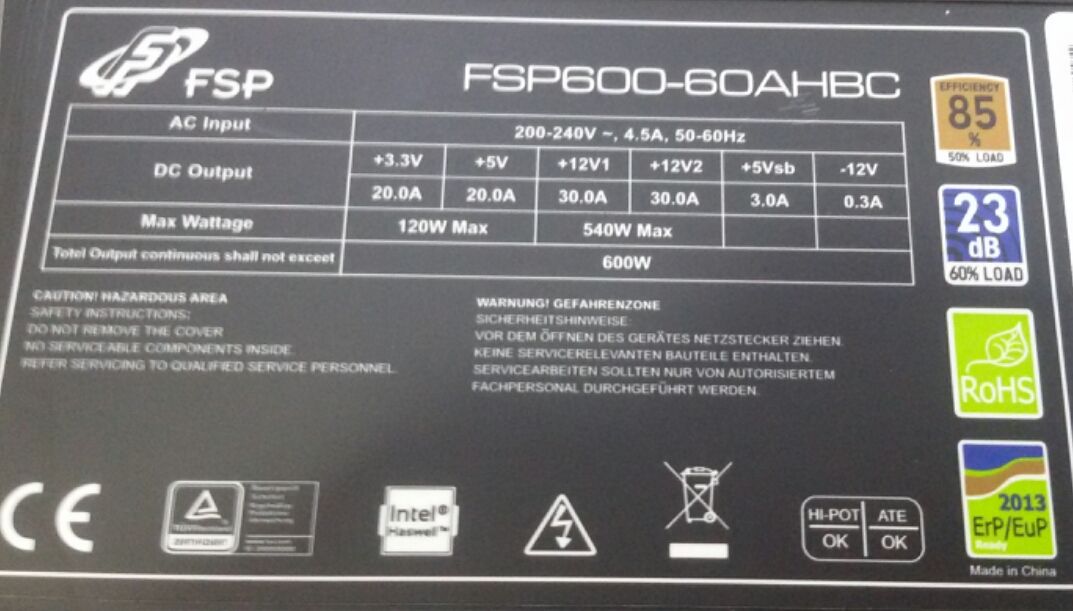 FSP
FSP600-60AHBC
AC Input 200-240V ~, 4.5A, 50-60Hz
DC Output +3.3V +5V +12V1 +12V2 +5Vsb -12V
20.0A 20.0A 30.0A 30.0A 3.0A 0.3A
Max Wattage 120W Max 540W Max
Totel Output continuous shall not exceet 600W
CAUTION! HAZARDOUS AREA
SAFETY INSTRUCTIONS:
DO NOT REMOVE THE COVER
NO SERVICEABLE COMPONENTS INSIDE.
REFER SERVICING TO QUALIFIED SERVICE PERSONNEL.
WARNUNG! GEFAHRENZONE
SICHERHEITSHINWEISE:
VOR DEM ÖFFNEN DES GERÄTES NETZSTECKER ZIEHEN.
KEINE SERVICERELEVANTEN BAUTEILE ENTHALTEN.
SERVICEARBEITEN SOLLTEN NUR VON AUTORISIERTEM
FACHPERSONAL DURCHGEFÜHRT WERDEN.
EFFICIENCY
85
%
50% LOAD
23
dB
60% LOAD
RoHS
2013
ErP/EuP
Ready
CE
Intel®
Haswell™
HI-POT ATE
OK OK
Made in China